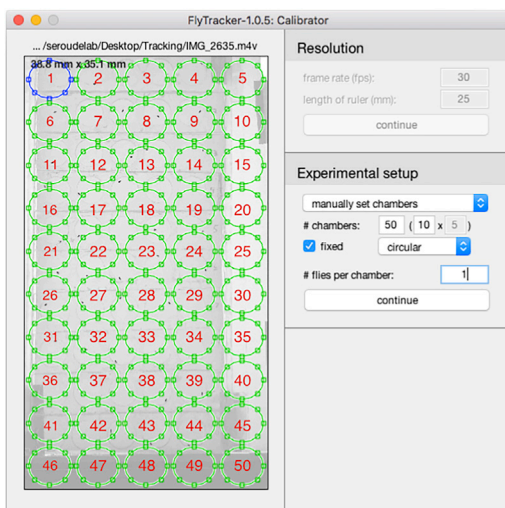 FlyTracker-1.0.5: Calibrator
... /seroudelab/Desktop/Tracking/IMG_2635.m4v
38.8 mm x 35.1 mm
1 2 3 4 5
6 7 8 9 10
11 12 13 14 15
16 17 18 19 20
21 22 23 24 25
26 27 28 29 30
31 32 33 34 35
36 37 38 39 40
41 42 43 44 45
46 47 48 49 50
Resolution
frame rate (fps): 30
length of ruler (mm): 25
continue
Experimental setup
manually set chambers
# chambers: 50 ( 10 x 5 )
fixed circular
# flies per chamber: 1
continue